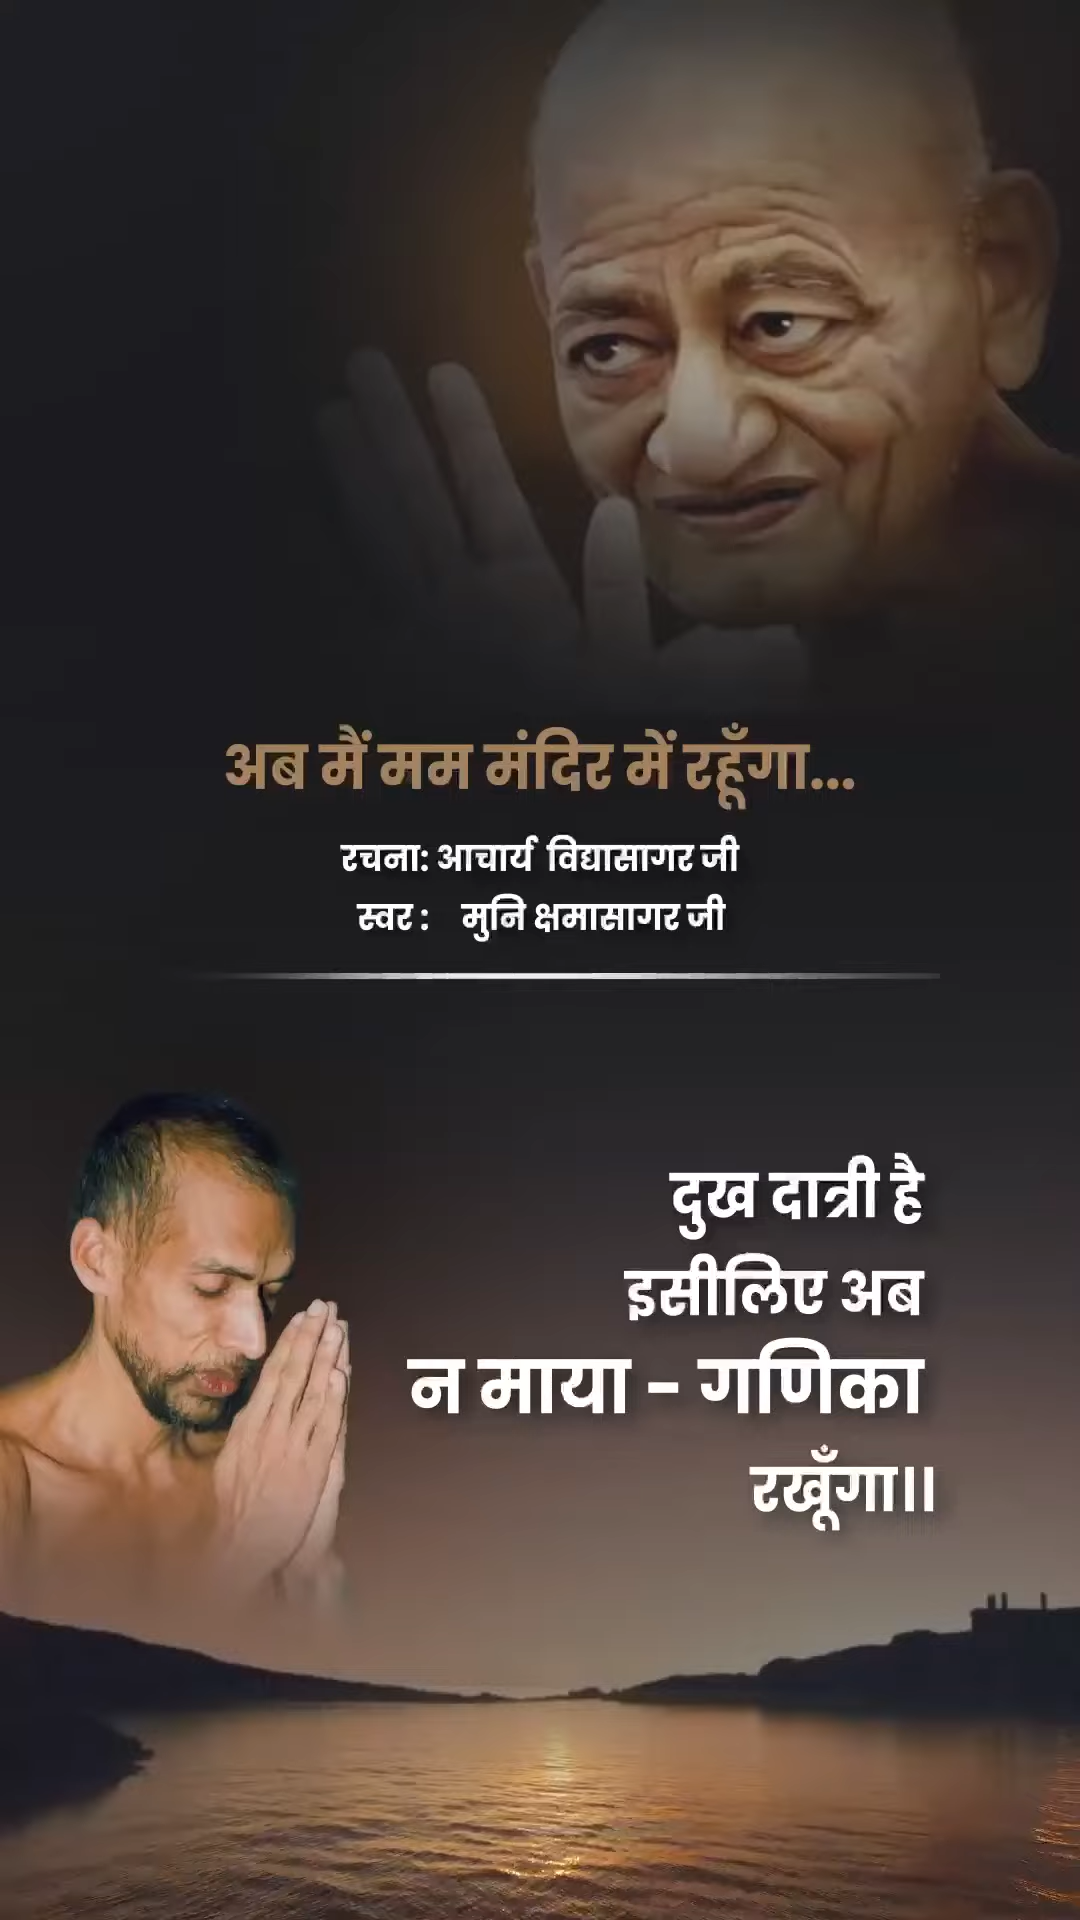 अब मैं मम मंदिर में रहूँगा...
रचना: आचार्य विद्यासागर जी
स्वर : मुनि क्षमासागर जी
दुख दात्री है
इसीलिए अब
न माया - गणिका
रखूँगा।।